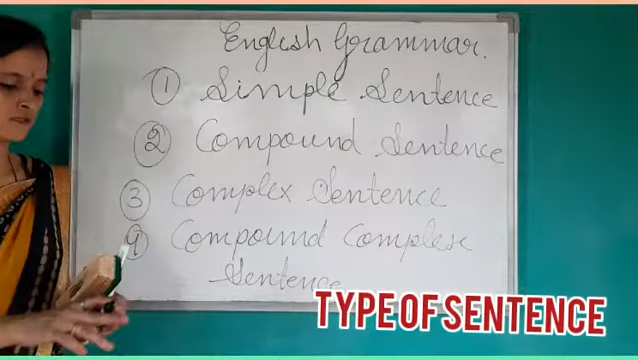 English Grammar.
① Simple Sentence
② Compound Sentence
③ Complex Sentence
④ Compound Complex
Sentence
TYPE OF SENTENCE